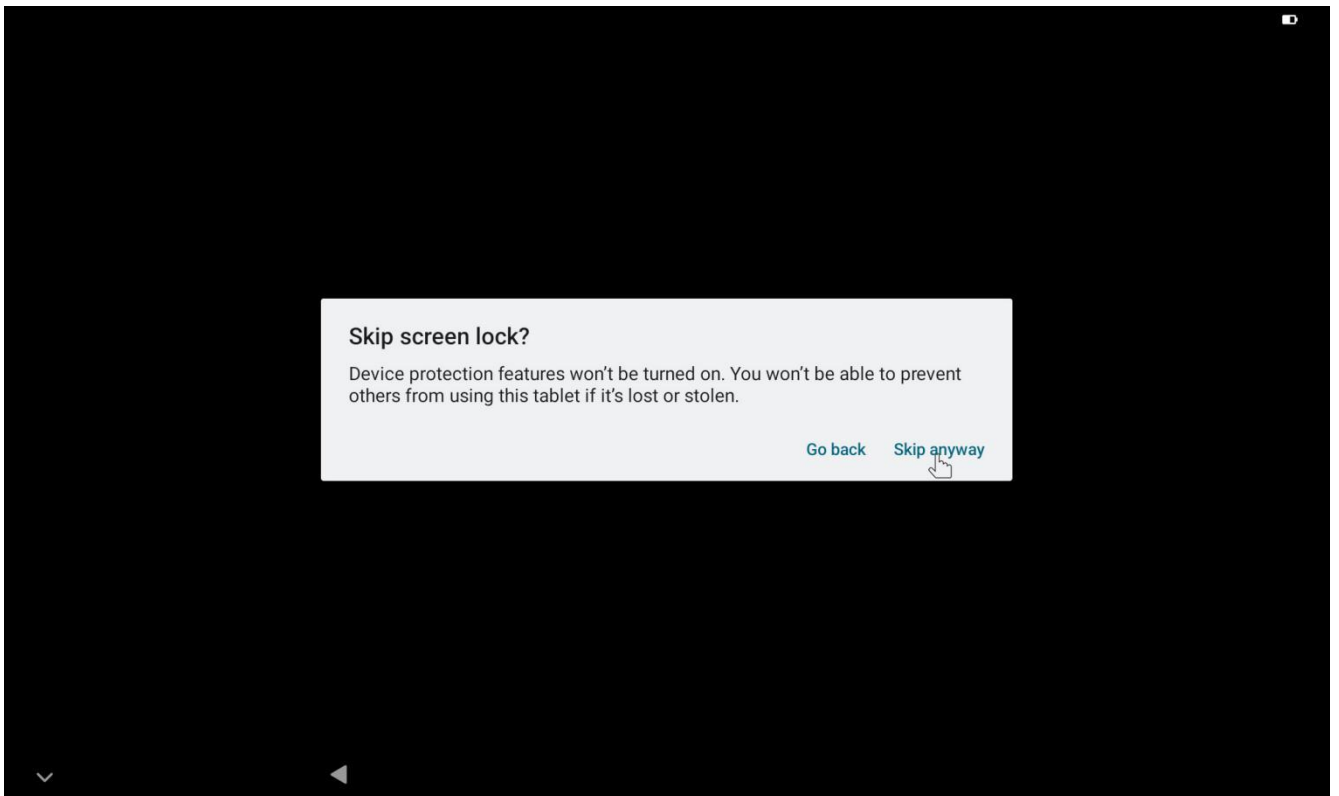 Skip screen lock?
Device protection features won’t be turned on. You won’t be able to prevent
others from using this tablet if it’s lost or stolen.
Go back Skip anyway